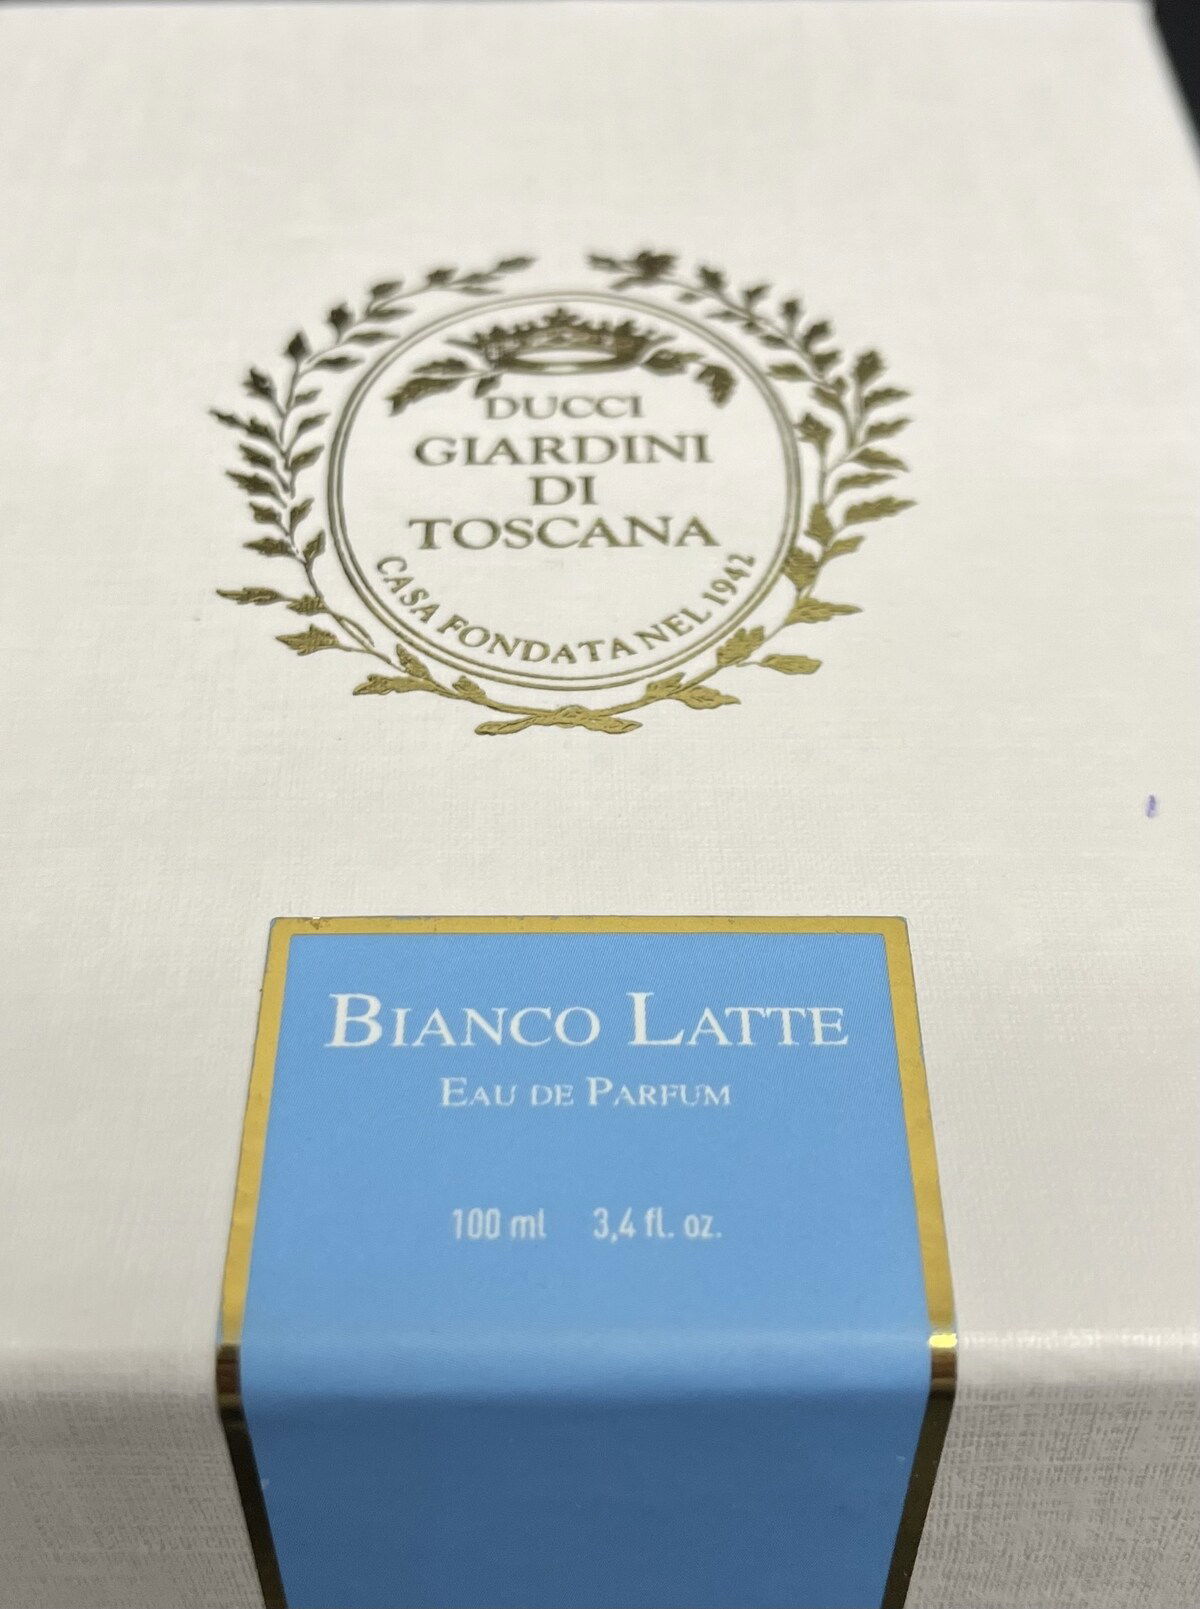 DUCCI
GIARDINI
DI
TOSCANA
CASA FONDATA NEL 1942
BIANCO LATTE
EAU DE PARFUM
100 ml 3,4 fl. oz.